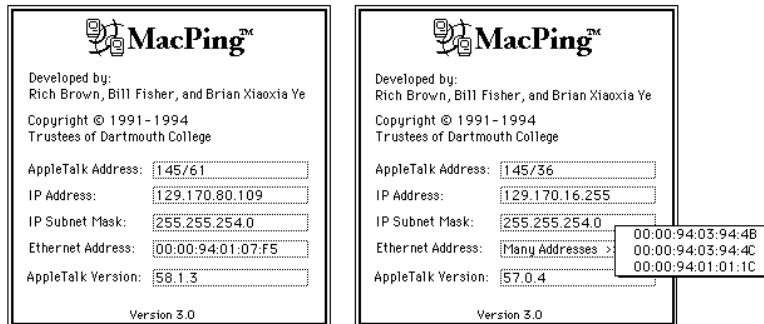 MacPing™
Developed by:
Rich Brown, Bill Fisher, and Brian Xiaoxia Ye
Copyright © 1991-1994
Trustees of Dartmouth College
AppleTalk Address: 145/61
IP Address: 129.170.80.109
IP Subnet Mask: 255.255.254.0
Ethernet Address: 00:00:94:01:07:F5
AppleTalk Version: 58.1.3
Version 3.0
MacPing™
Developed by:
Rich Brown, Bill Fisher, and Brian Xiaoxia Ye
Copyright © 1991-1994
Trustees of Dartmouth College
AppleTalk Address: 145/36
IP Address: 129.170.16.255
IP Subnet Mask: 255.255.254.0
Ethernet Address: Many Addresses >
00:00:94:03:94:4B
00:00:94:03:94:4C
00:00:94:01:01:1C
AppleTalk Version: 57.0.4
Version 3.0